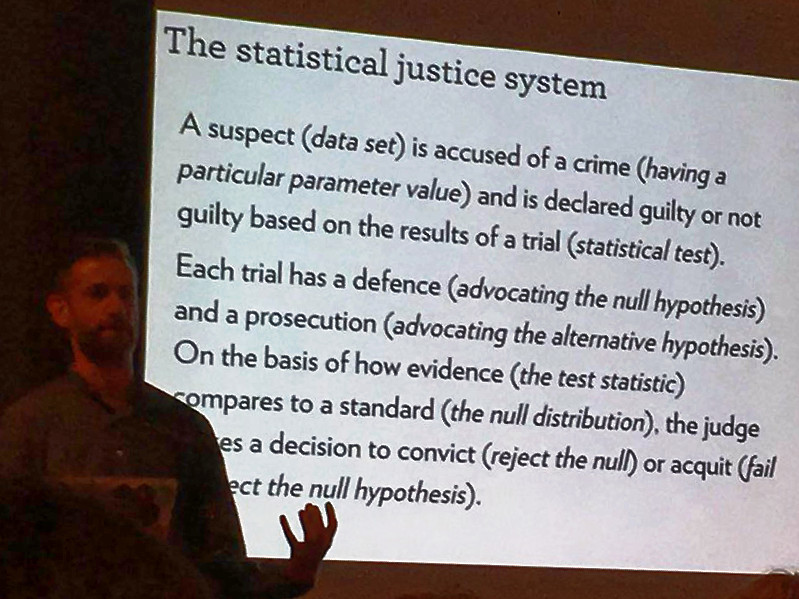 The statistical justice system
A suspect (data set) is accused of a crime (having a
particular parameter value) and is declared guilty or not
guilty based on the results of a trial (statistical test).
Each trial has a defence (advocating the null hypothesis)
and a prosecution (advocating the alternative hypothesis).
On the basis of how evidence (the test statistic)
compares to a standard (the null distribution), the judge
es a decision to convict (reject the null) or acquit (fail
ect the null hypothesis).